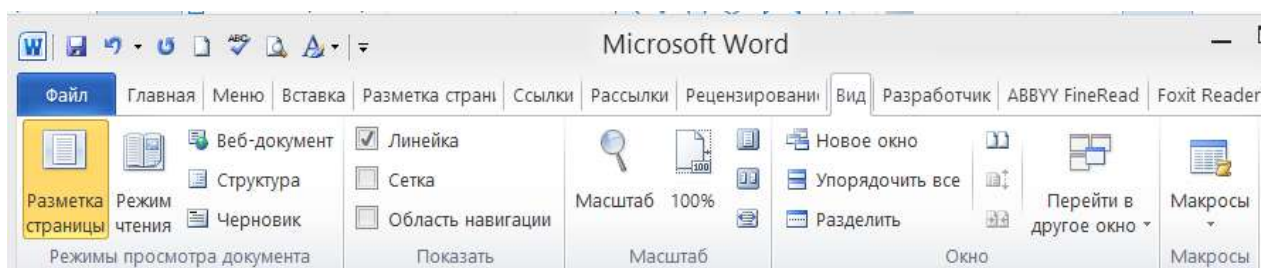 W ABC A Microsoft Word
Файл Главная Меню Вставка Разметка страни Ссылки Рассылки Рецензировани Вид Разработчик ABBYY FineRead Foxit Reader
Разметка страницы
Режим чтения
Веб-документ
Структура
Черновик
Режимы просмотра документа
Линейка
Сетка
Область навигации
Показать
Масштаб
100
100%
Масштаб
Новое окно
Упорядочить все
Разделить
Перейти в
другое окно
Окно
Макросы
Макросы